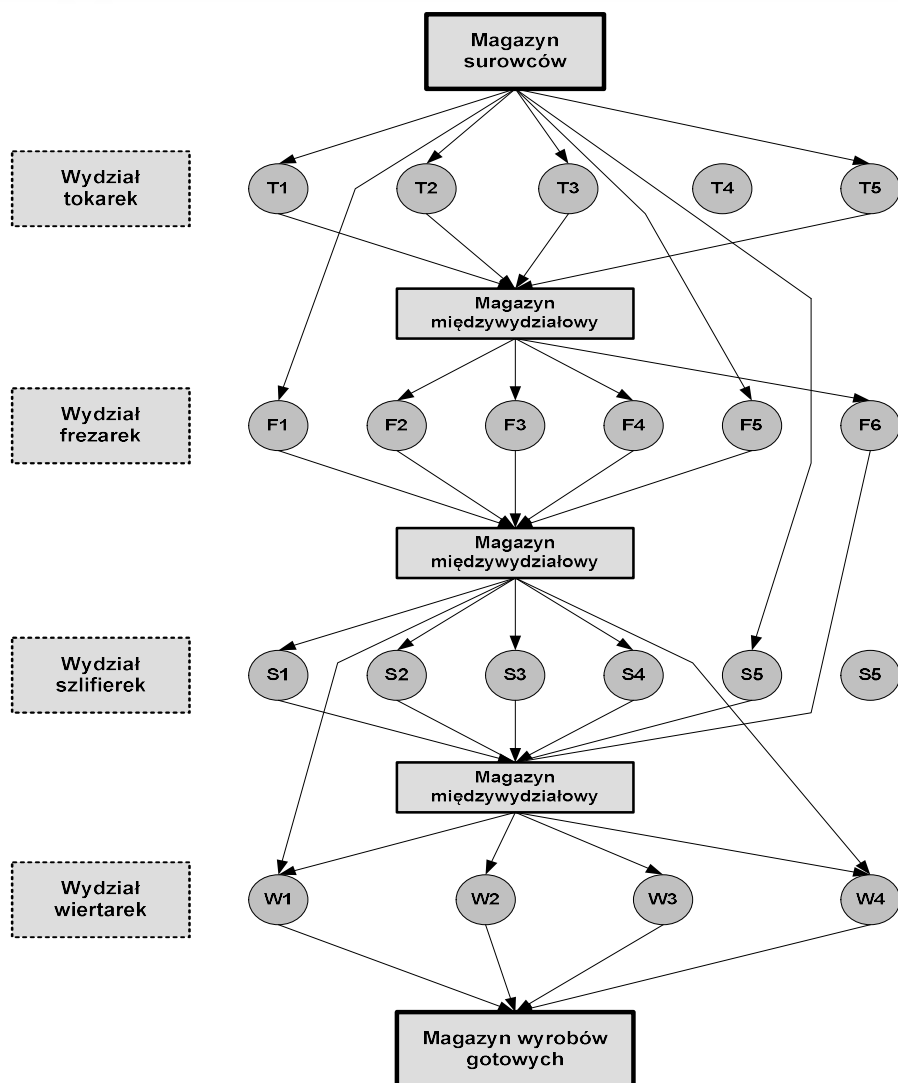 Magazyn
surowców
Wydział
tokarek
T1
T2
T3
T4
T5
Magazyn
międzywydziałowy
Wydział
frezarek
F1
F2
F3
F4
F5
F6
Magazyn
międzywydziałowy
Wydział
szlifierek
S1
S2
S3
S4
S5
S5
Magazyn
międzywydziałowy
Wydział
wiertarek
W1
W2
W3
W4
Magazyn wyrobów
gotowych